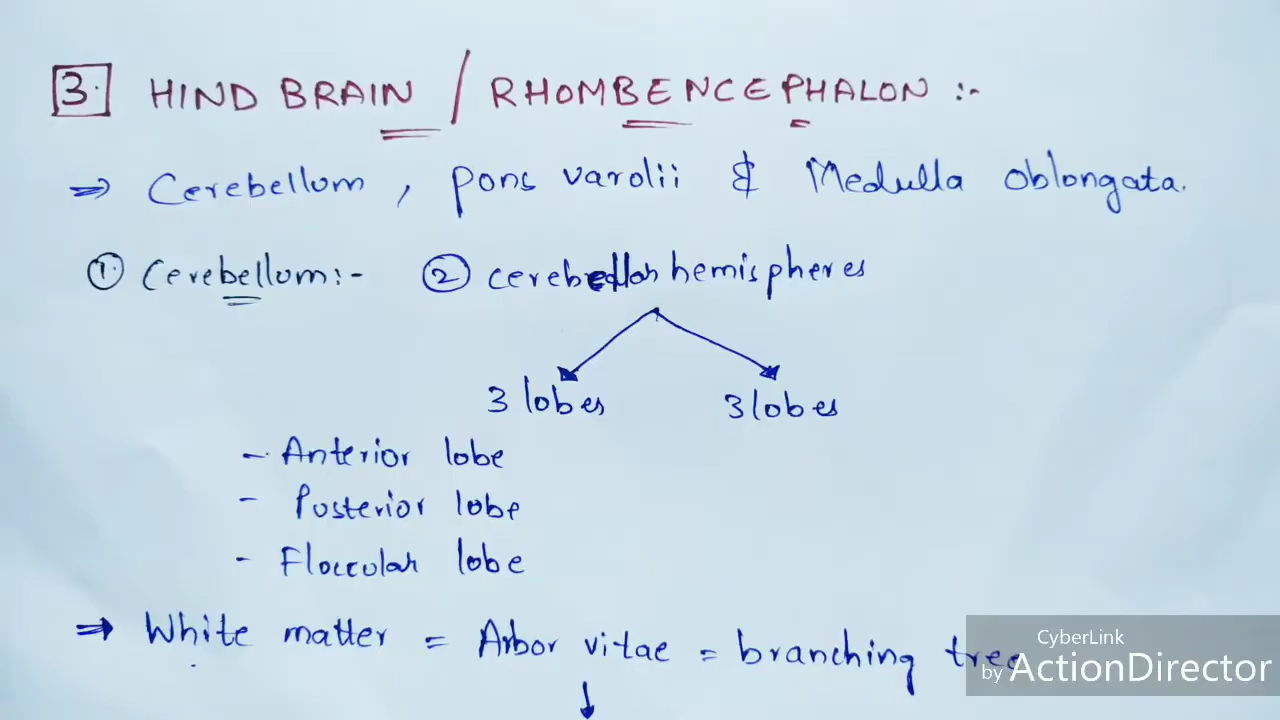 3. HIND BRAIN / RHOMBENCEPHALON :-
⇒ Cerebellum, Pons varolii & Medulla oblongata.
① Cerebellum:- ② cerebellar hemispheres
3 lobes 3 lobes
- Anterior lobe
- Posterior lobe
- Floccular lobe
⇒ White matter = Arbor vitae = branching tree
CyberLink
by ActionDirector